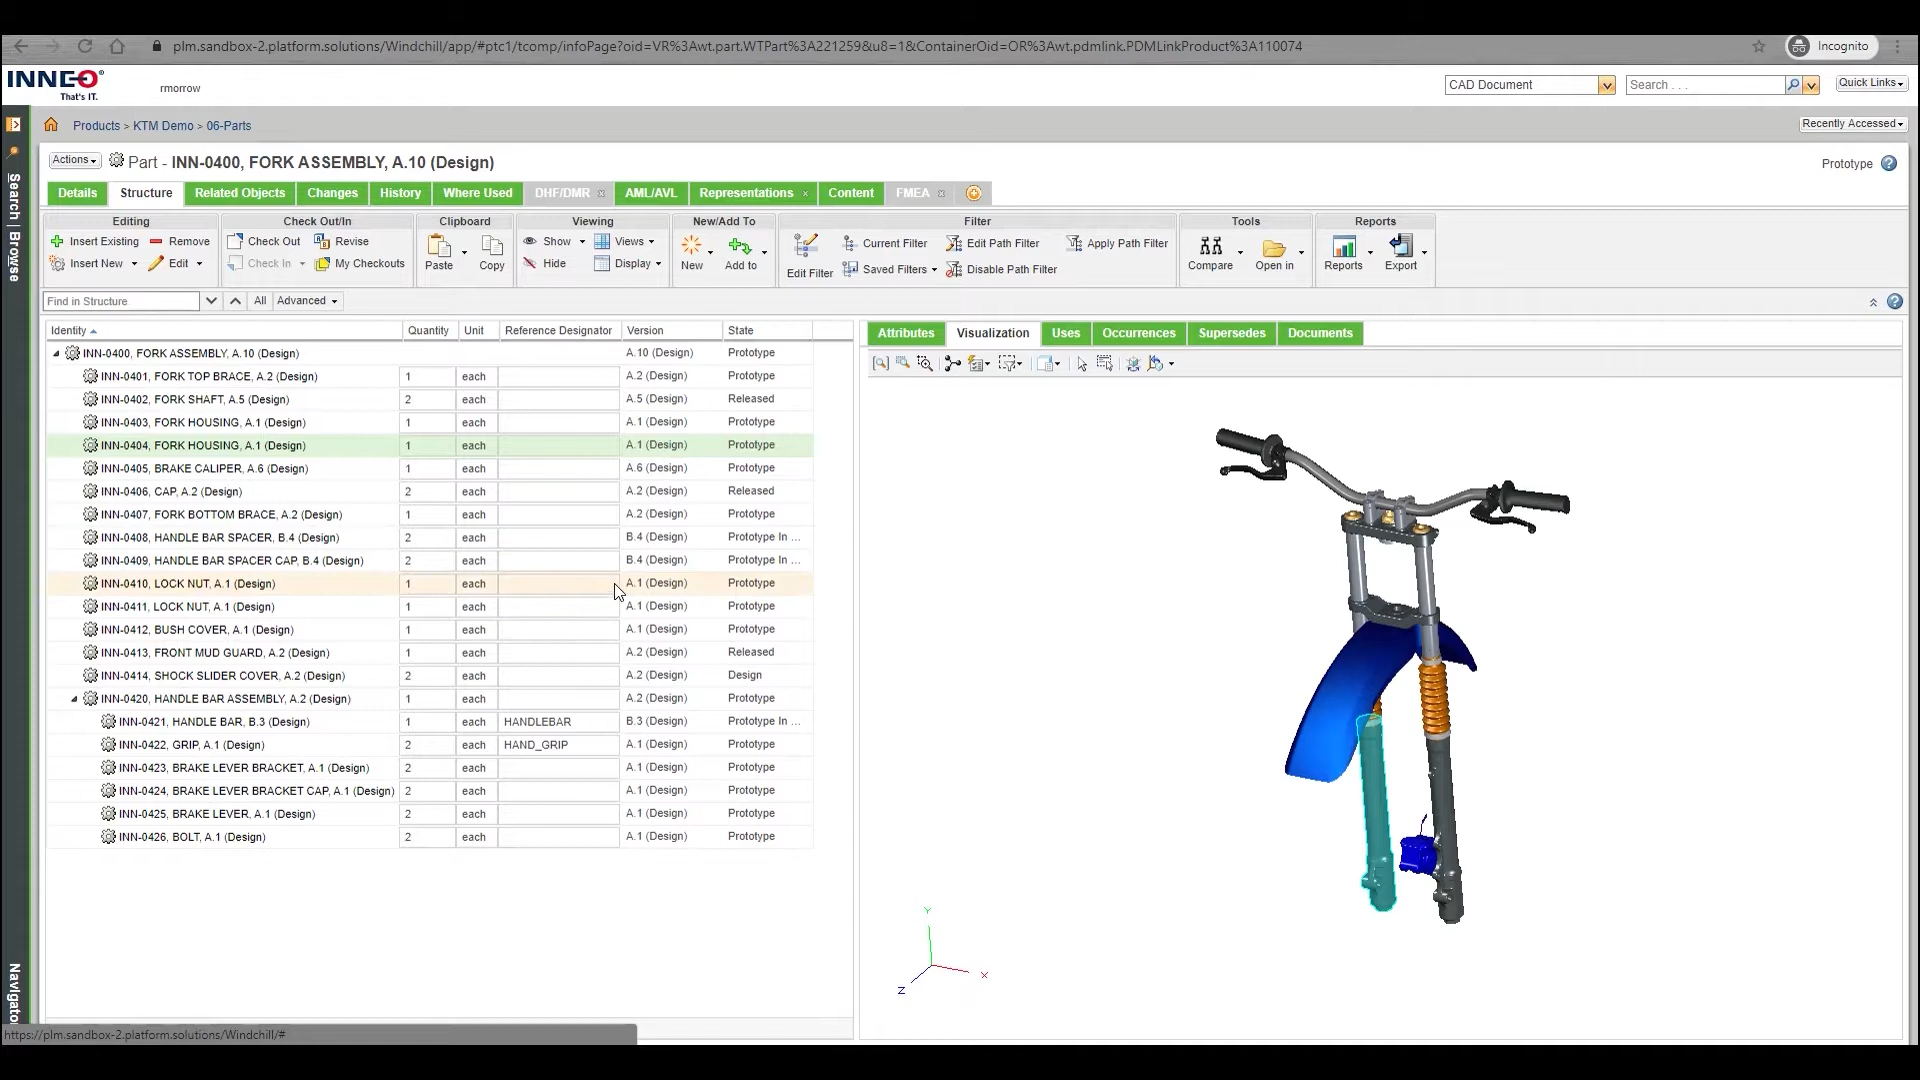 plm.sandbox-2.platform.solutions/Windchill/app/#ptc1/tcomp/infoPage?oid=VR%3Awt.part.WTPart%3A221259&u8=1&ContainerOid=OR%3Awt.pdmlink.PDMLinkProduct%3A110074 Incognito
INNEO®
That's IT.
rmorrow CAD Document Search . . . Quick Links
Products > KTM Demo > 06-Parts Recently Accessed
Actions Part - INN-0400, FORK ASSEMBLY, A.10 (Design) Prototype
Details Structure Related Objects Changes History Where Used DHF/DMR AML/AVL Representations Content FMEA
Editing Check Out/In Clipboard Viewing New/Add To Filter Tools Reports
Insert Existing Remove Check Out Revise Show Views Current Filter Edit Path Filter Apply Path Filter
Insert New Edit Check In My Checkouts Paste Copy Hide Display New Add to Edit Filter Saved Filters Disable Path Filter Compare Open in Reports Export
Find in Structure All Advanced
Identity Quantity Unit Reference Designator Version State
INN-0400, FORK ASSEMBLY, A.10 (Design) A.10 (Design) Prototype
INN-0401, FORK TOP BRACE, A.2 (Design) 1 each A.2 (Design) Prototype
INN-0402, FORK SHAFT, A.5 (Design) 2 each A.5 (Design) Released
INN-0403, FORK HOUSING, A.1 (Design) 1 each A.1 (Design) Prototype
INN-0404, FORK HOUSING, A.1 (Design) 1 each A.1 (Design) Prototype
INN-0405, BRAKE CALIPER, A.6 (Design) 1 each A.6 (Design) Prototype
INN-0406, CAP, A.2 (Design) 2 each A.2 (Design) Released
INN-0407, FORK BOTTOM BRACE, A.2 (Design) 1 each A.2 (Design) Prototype
INN-0408, HANDLE BAR SPACER, B.4 (Design) 2 each B.4 (Design) Prototype In ...
INN-0409, HANDLE BAR SPACER CAP, B.4 (Design) 2 each B.4 (Design) Prototype In ...
INN-0410, LOCK NUT, A.1 (Design) 1 each A.1 (Design) Prototype
INN-0411, LOCK NUT, A.1 (Design) 1 each A.1 (Design) Prototype
INN-0412, BUSH COVER, A.1 (Design) 1 each A.1 (Design) Prototype
INN-0413, FRONT MUD GUARD, A.2 (Design) 1 each A.2 (Design) Released
INN-0414, SHOCK SLIDER COVER, A.2 (Design) 2 each A.2 (Design) Design
INN-0420, HANDLE BAR ASSEMBLY, A.2 (Design) 1 each A.2 (Design) Prototype
INN-0421, HANDLE BAR, B.3 (Design) 1 each HANDLEBAR B.3 (Design) Prototype In ...
INN-0422, GRIP, A.1 (Design) 2 each HAND_GRIP A.1 (Design) Prototype
INN-0423, BRAKE LEVER BRACKET, A.1 (Design) 2 each A.1 (Design) Prototype
INN-0424, BRAKE LEVER BRACKET CAP, A.1 (Design) 2 each A.1 (Design) Prototype
INN-0425, BRAKE LEVER, A.1 (Design) 2 each A.1 (Design) Prototype
INN-0426, BOLT, A.1 (Design) 2 each A.1 (Design) Prototype
Attributes Visualization Uses Occurrences Supersedes Documents
Y
X
Z
Search | Browse
Navigator
https://plm.sandbox-2.platform.solutions/Windchill/#